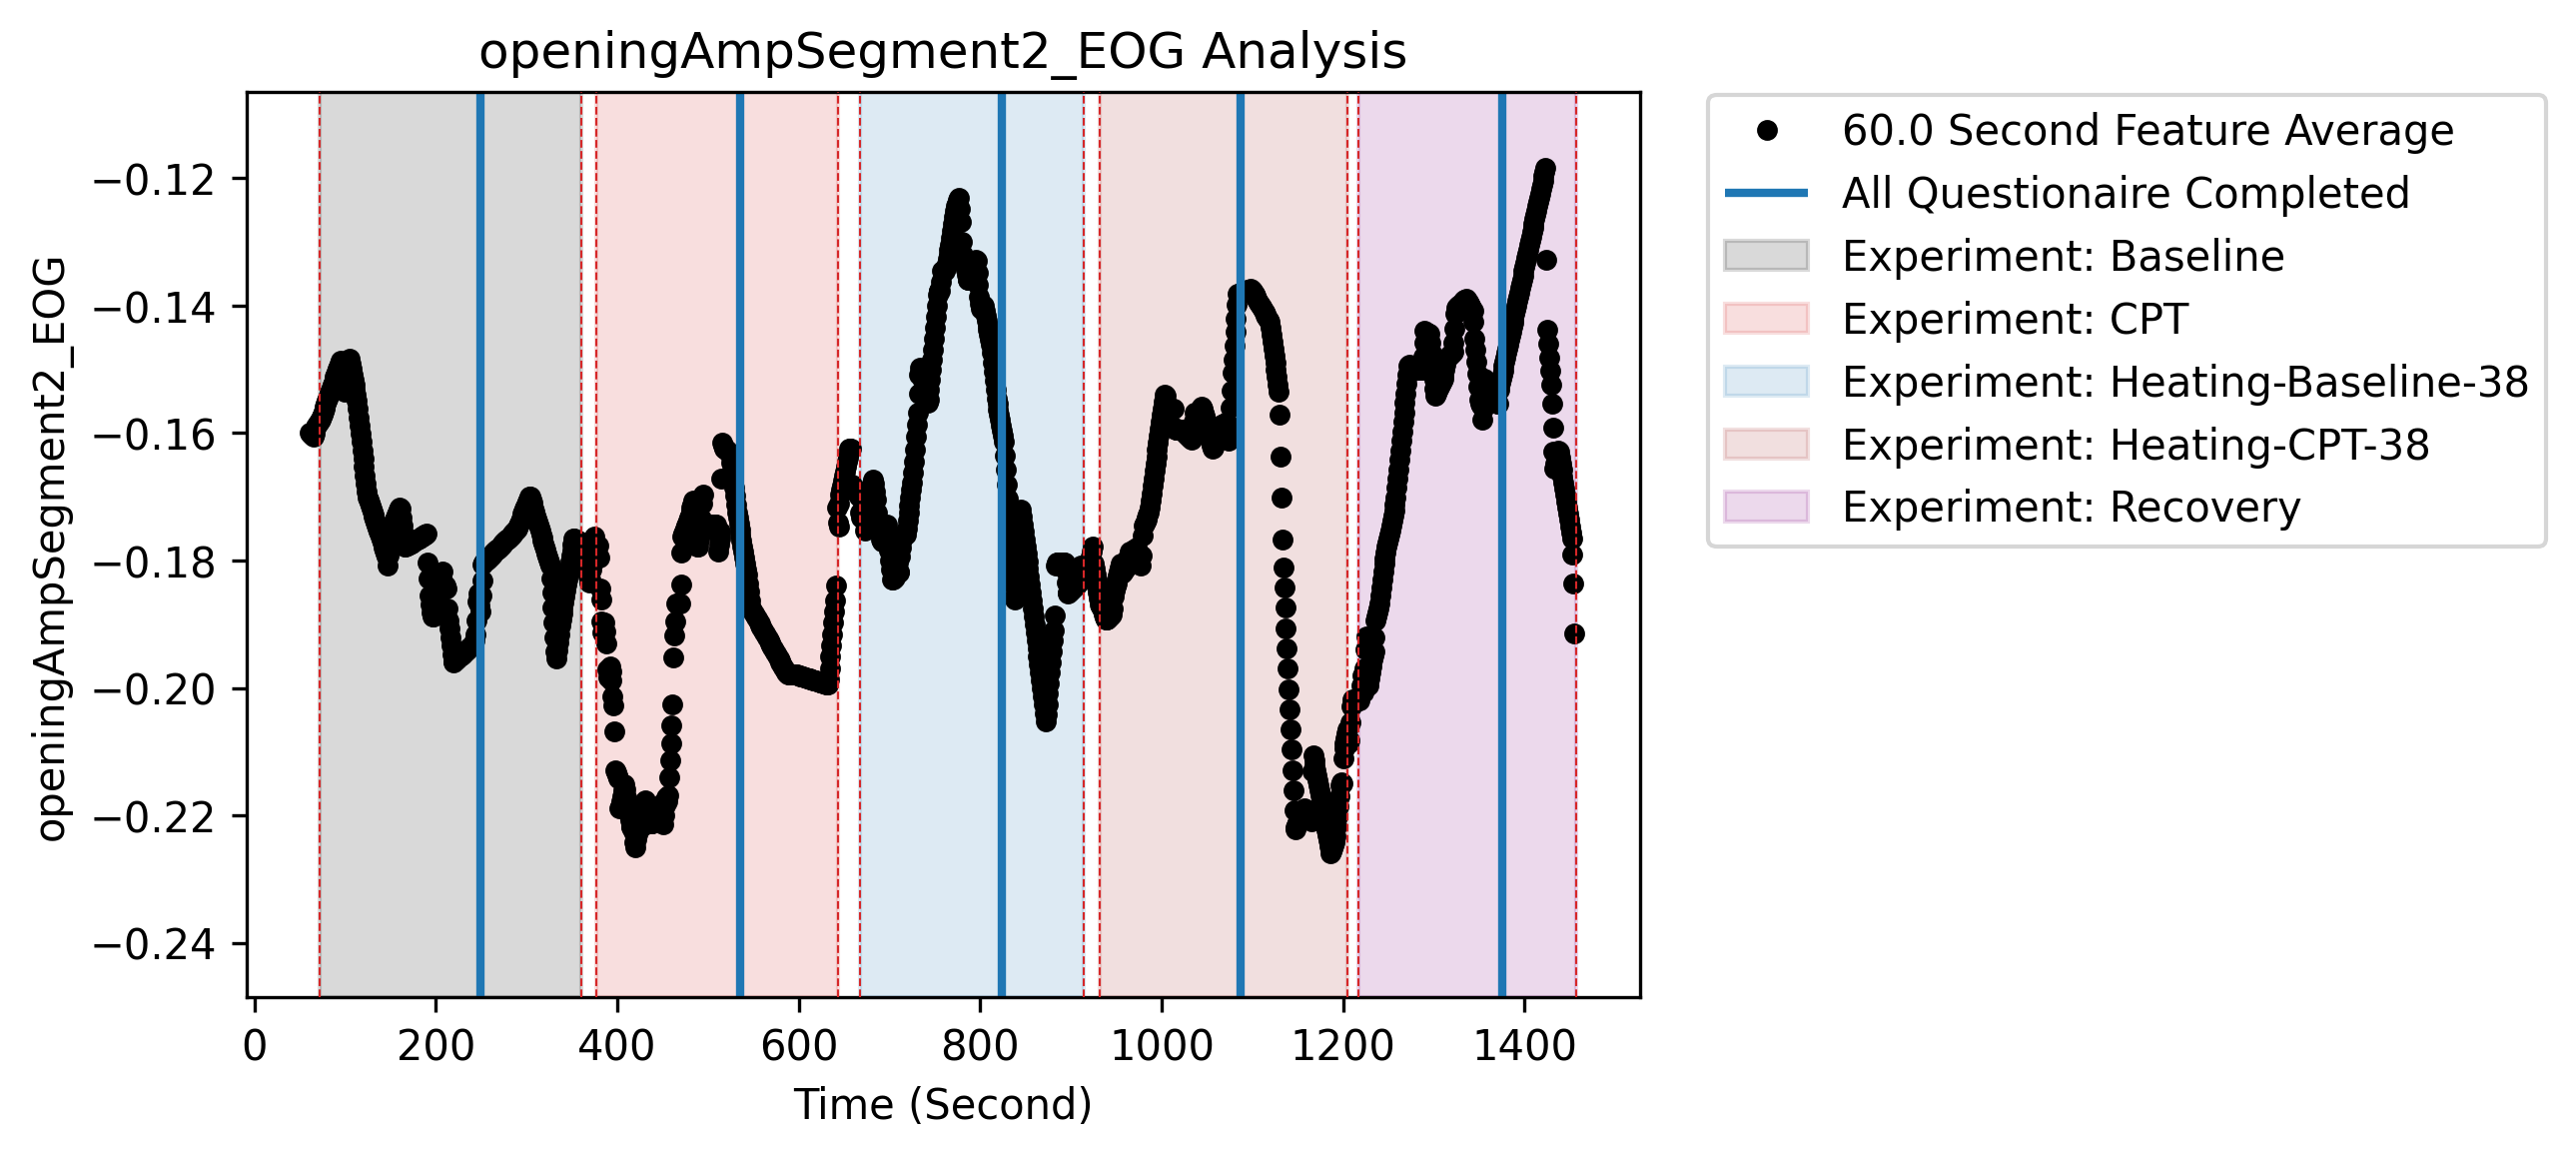 openingAmpSegment2_EOG Analysis
openingAmpSegment2_EOG
−0.12
−0.14
−0.16
−0.18
−0.20
−0.22
−0.24
0 200 400 600 800 1000 1200 1400
Time (Second)
60.0 Second Feature Average
All Questionaire Completed
Experiment: Baseline
Experiment: CPT
Experiment: Heating-Baseline-38
Experiment: Heating-CPT-38
Experiment: Recovery